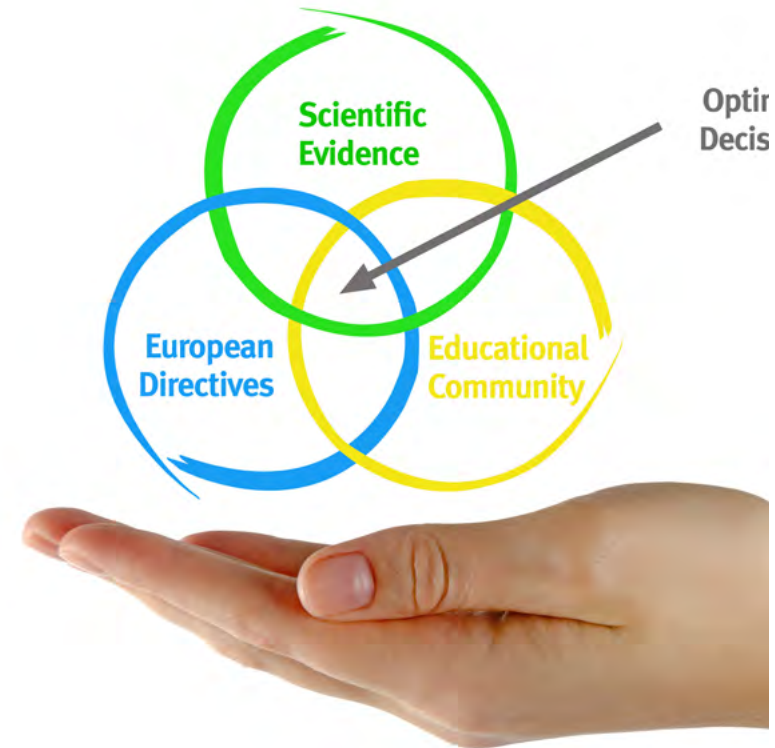 Scientific
Evidence
European
Directives
Educational
Community